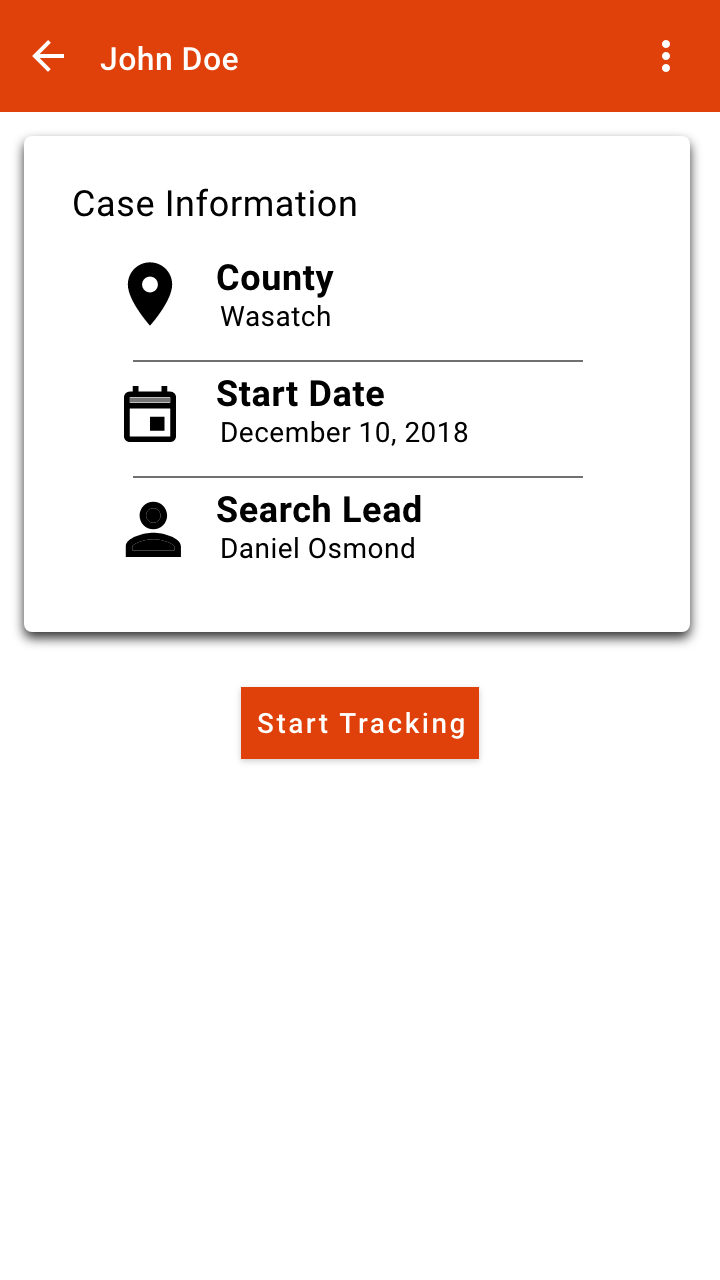 John Doe
Case Information
County
Wasatch
Start Date
December 10, 2018
Search Lead
Daniel Osmond
Start Tracking